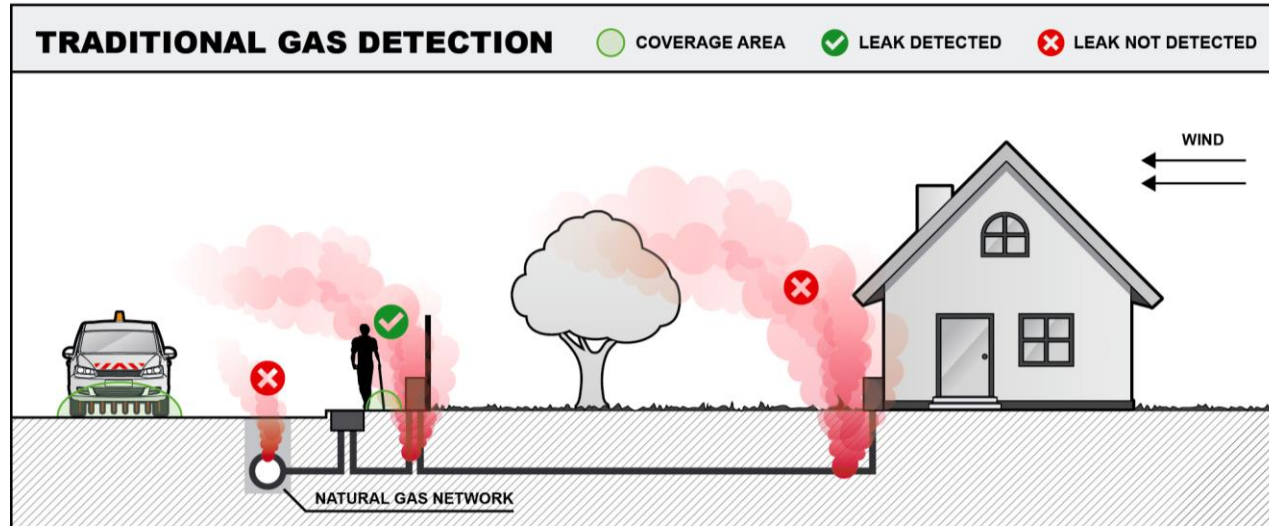 TRADITIONAL GAS DETECTION
COVERAGE AREA
LEAK DETECTED
LEAK NOT DETECTED
WIND
NATURAL GAS NETWORK